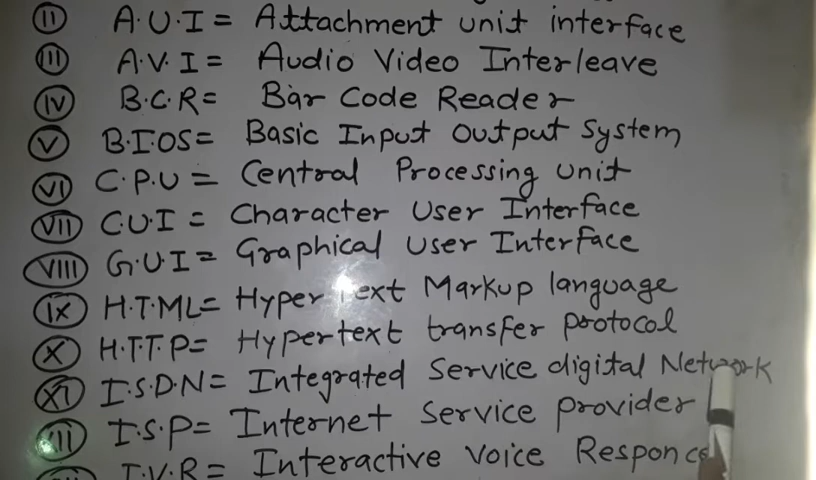 II A.U.I = Attachment unit interface
III A.V.I = Audio Video Interleave
IV B.C.R = Bar Code Reader
V B.I.OS = Basic Input Output System
VI C.P.U = Central Processing Unit
VII C.U.I = Character User Interface
VIII G.U.I = Graphical User Interface
IX H.T.ML = Hyper Text Markup language
X H.T.T.P = Hypertext transfer protocol
XI I.S.D.N = Integrated Service digital Network
XII I.S.P = Internet Service provider
I.V.R = Interactive Voice Responce